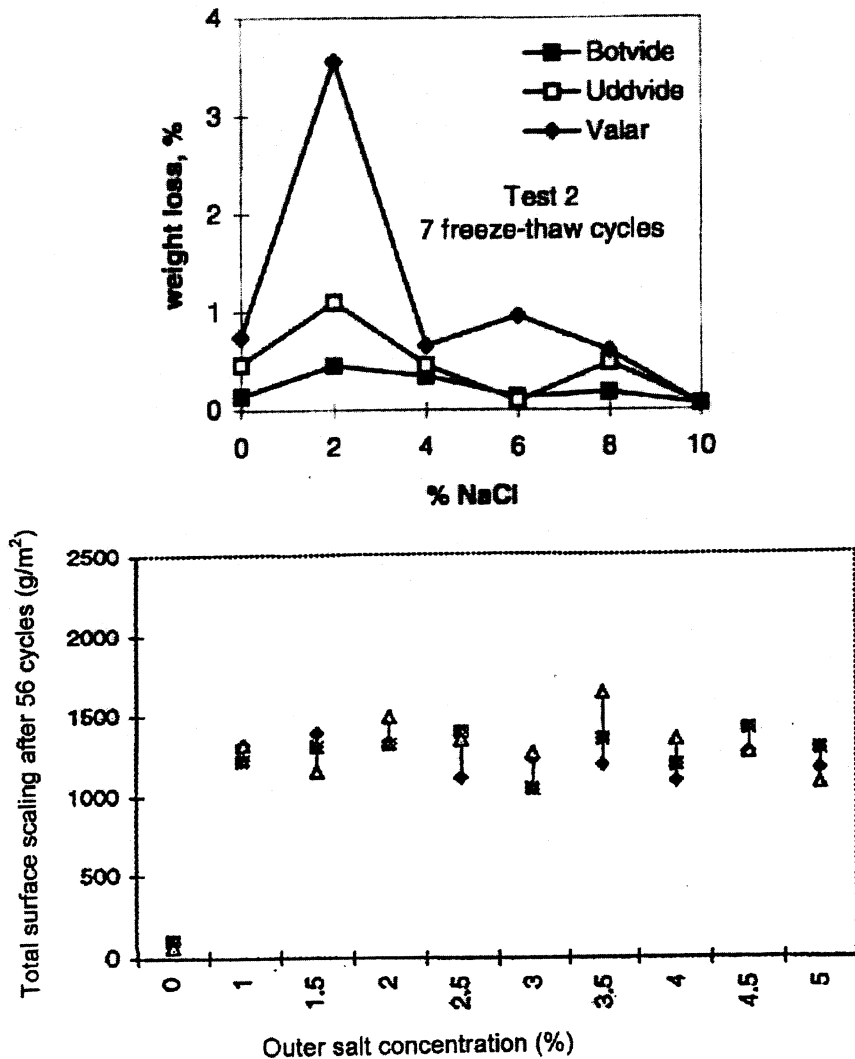 4
3
2
1
0
weight loss, %
Botvide
Uddvide
Valar
Test 2
7 freeze-thaw cycles
0 2 4 6 8 10
% NaCl
Total surface scaling after 56 cycles (g/m²)
2500
2000
1500
1000
500
0
0 1 1.5 2 2.5 3 3.5 4 4.5 5
Outer salt concentration (%)